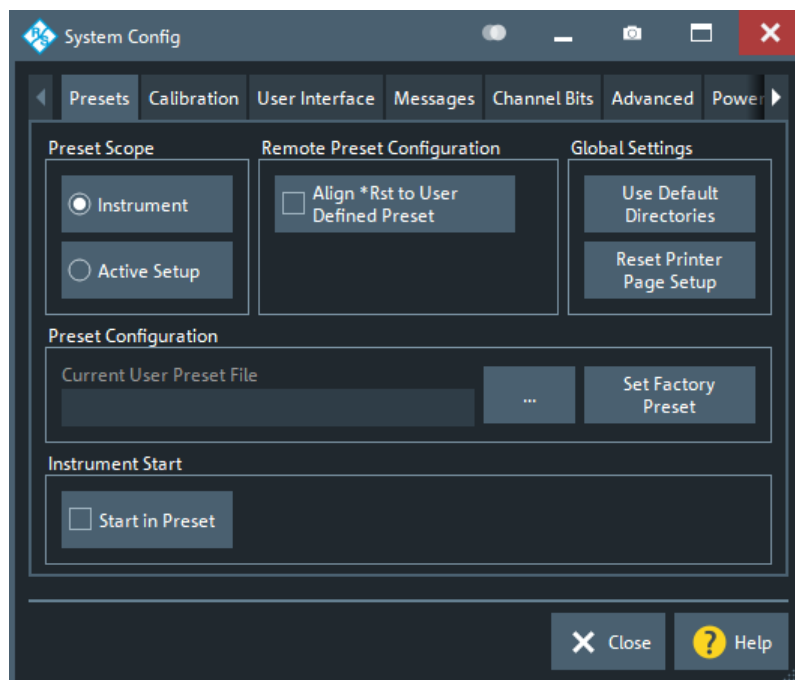 R&S System Config
Presets Calibration User Interface Messages Channel Bits Advanced Power
Preset Scope
Instrument
Active Setup
Remote Preset Configuration
Align *Rst to User
Defined Preset
Global Settings
Use Default
Directories
Reset Printer
Page Setup
Preset Configuration
Current User Preset File
...
Set Factory
Preset
Instrument Start
Start in Preset
Close
? Help